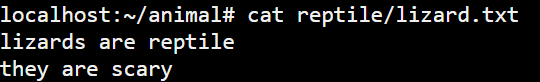 localhost:~/animal# cat reptile/lizard.txt
lizards are reptile
they are scary